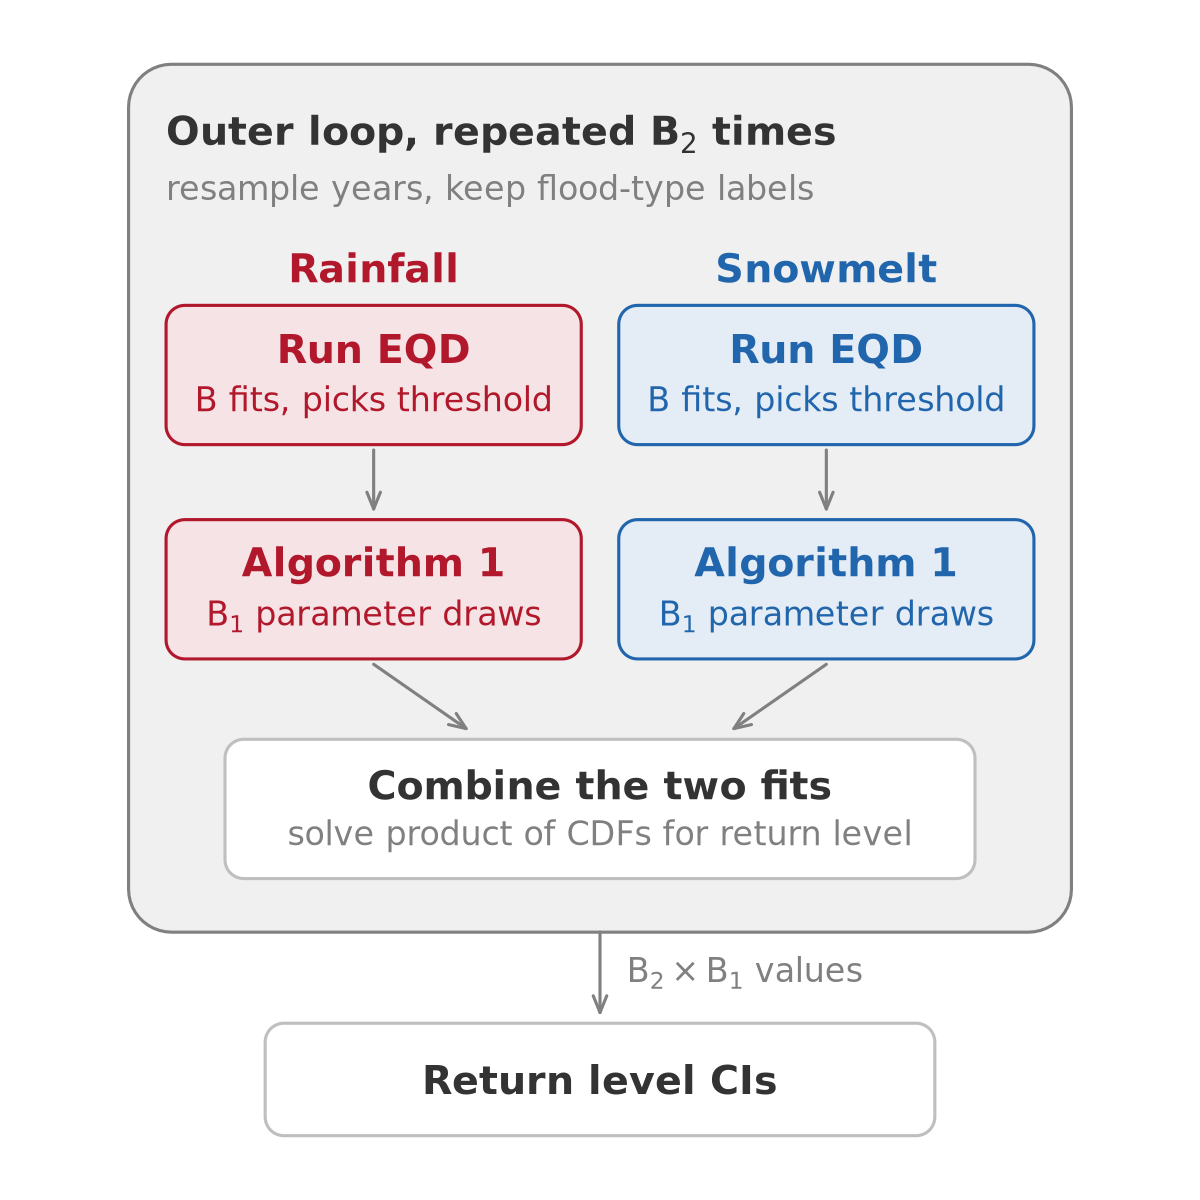 Outer loop, repeated B₂ times
resample years, keep flood-type labels
Rainfall
Snowmelt
Run EQD
B fits, picks threshold
Run EQD
B fits, picks threshold
Algorithm 1
B₁ parameter draws
Algorithm 1
B₁ parameter draws
Combine the two fits
solve product of CDFs for return level
B₂ × B₁ values
Return level CIs